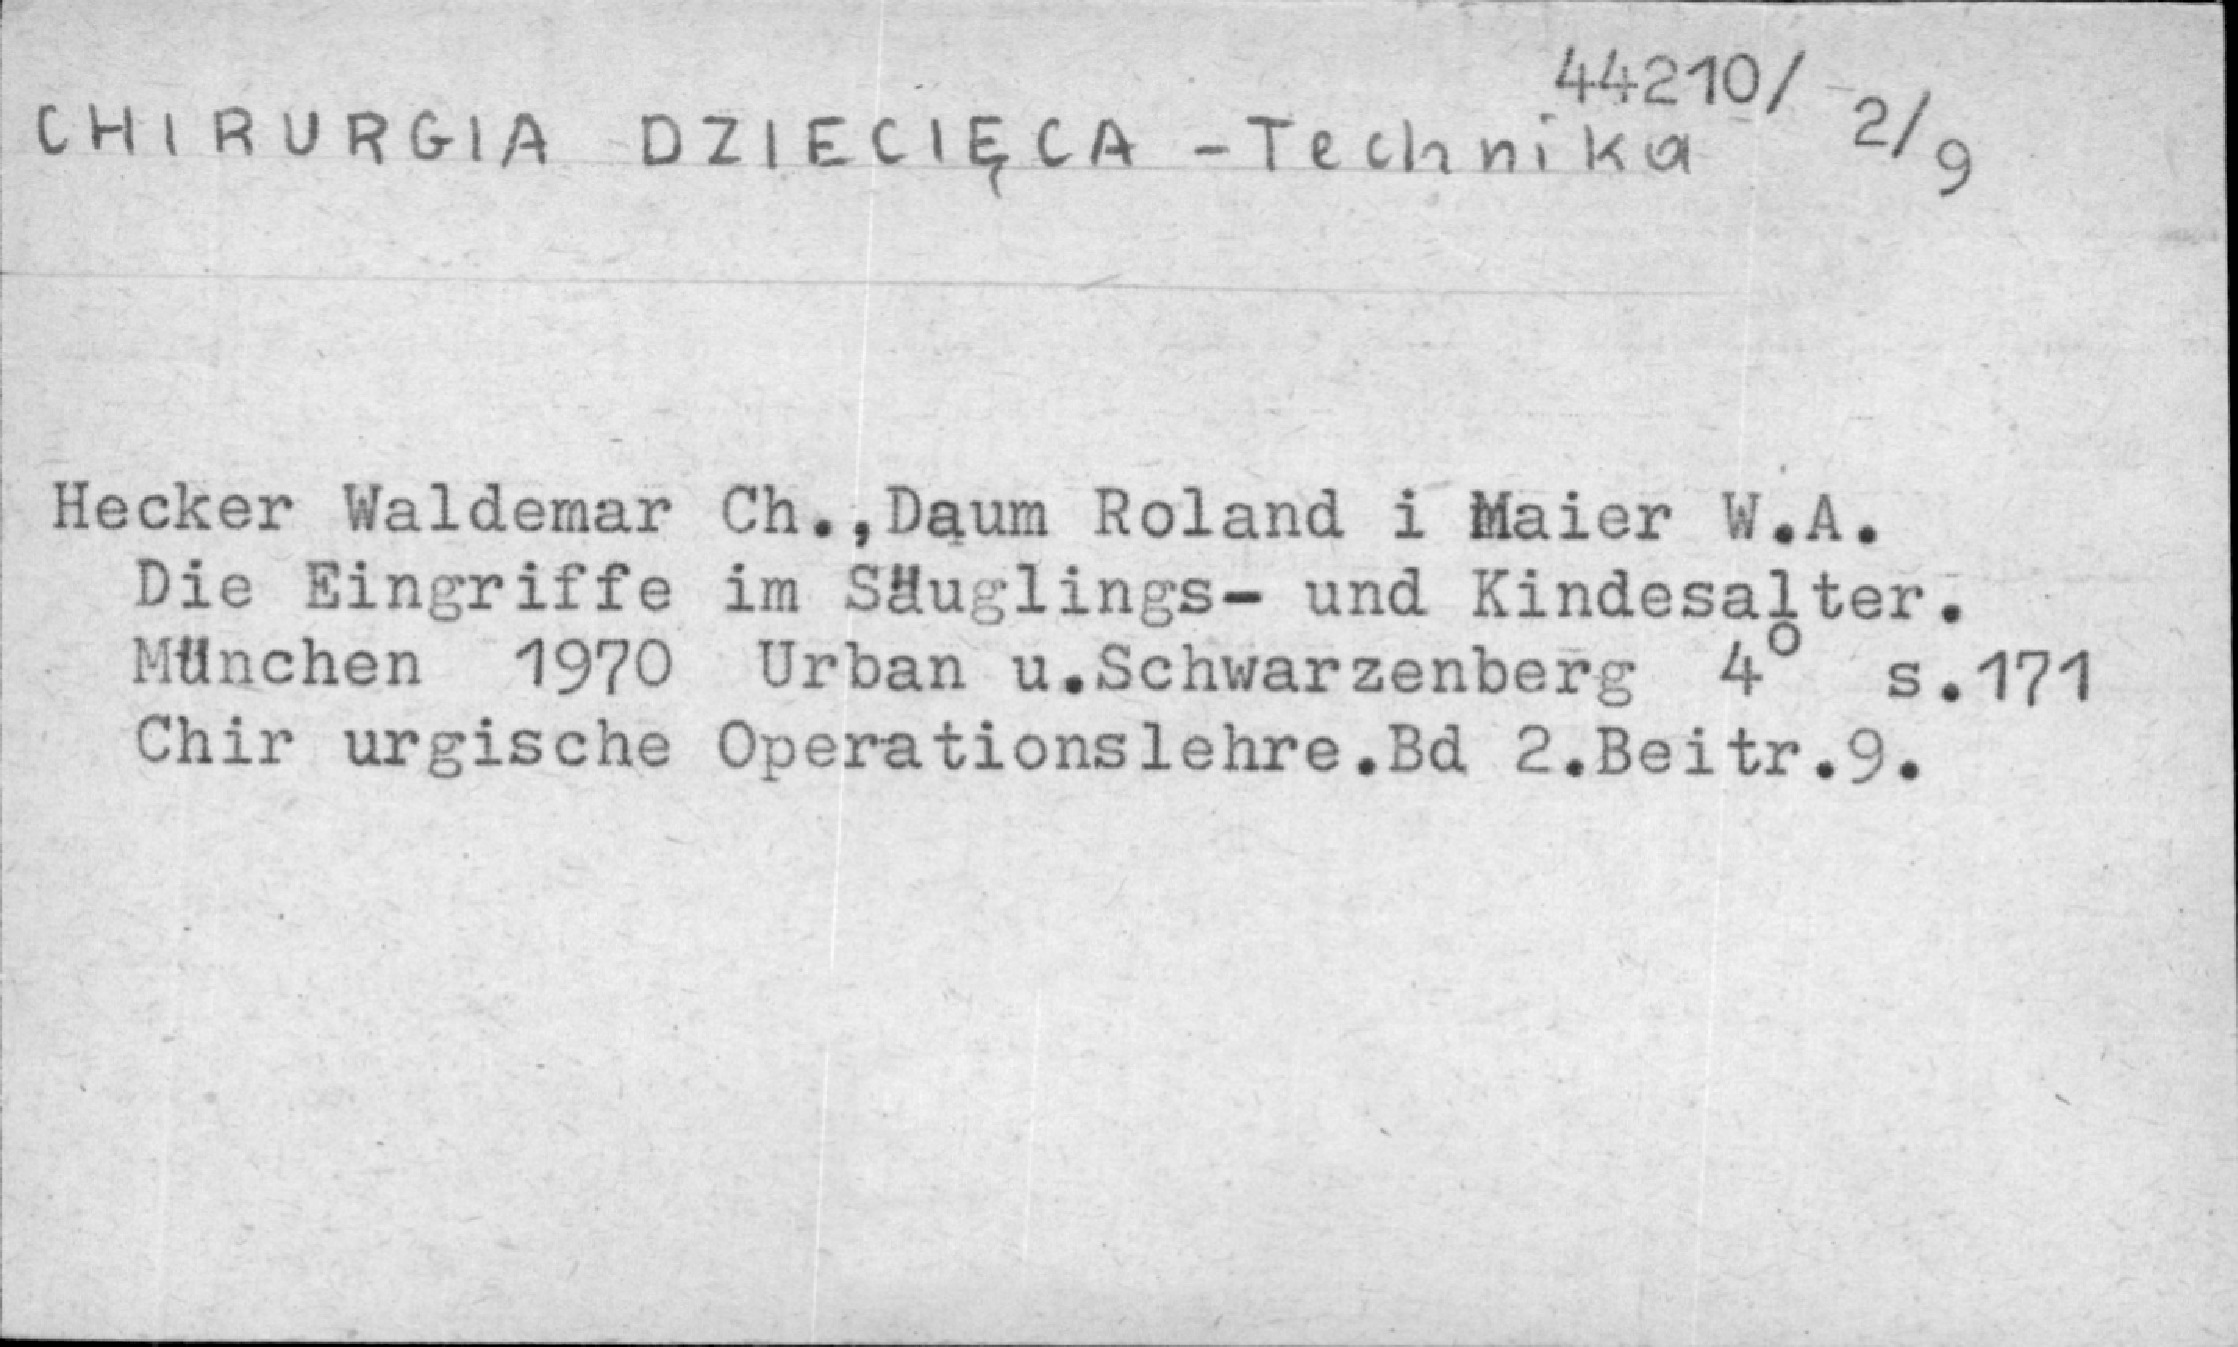 44210/ 2/9
CHIRURGIA DZIECIĘCA - Technika
Hecker Waldemar Ch.,Daum Roland i Maier W.A.
Die Eingriffe im Säuglings- und Kindesalter.
München 1970 Urban u.Schwarzenberg 4° s.171
Chir urgische Operationslehre.Bd 2.Beitr.9.